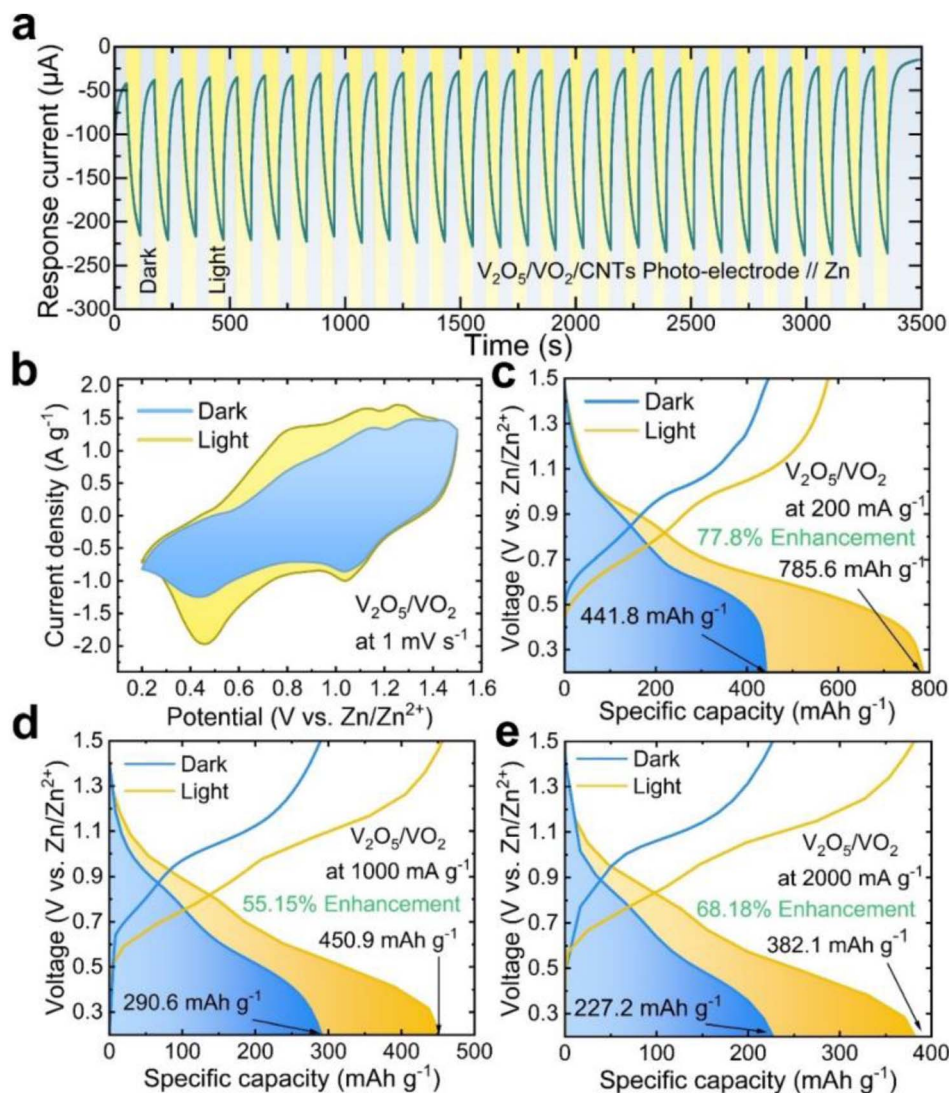 a
0
-50
-100
-150
-200
-250
-300
Response current (µA)
Dark
Light
V₂O₅/VO₂/CNTs Photo-electrode // Zn
0 500 1000 1500 2000 2500 3000 3500
Time (s)
b
2.0
1.5
1.0
0.5
0.0
-0.5
-1.0
-1.5
-2.0
Current density (A g⁻¹)
Dark
Light
V₂O₅/VO₂
at 1 mV s⁻¹
0.2 0.4 0.6 0.8 1.0 1.2 1.4 1.6
Potential (V vs. Zn/Zn²⁺)
c
1.5
1.3
1.1
0.9
0.7
0.5
0.3
Voltage (V vs. Zn/Zn²⁺)
Dark
Light
V₂O₅/VO₂
at 200 mA g⁻¹
77.8% Enhancement
785.6 mAh g⁻¹
441.8 mAh g⁻¹
0 200 400 600 800
Specific capacity (mAh g⁻¹)
d
1.5
1.3
1.1
0.9
0.7
0.5
0.3
Voltage (V vs. Zn/Zn²⁺)
Dark
Light
V₂O₅/VO₂
at 1000 mA g⁻¹
55.15% Enhancement
450.9 mAh g⁻¹
290.6 mAh g⁻¹
0 100 200 300 400 500
Specific capacity (mAh g⁻¹)
e
1.5
1.3
1.1
0.9
0.7
0.5
0.3
Voltage (V vs. Zn/Zn²⁺)
Dark
Light
V₂O₅/VO₂
at 2000 mA g⁻¹
68.18% Enhancement
382.1 mAh g⁻¹
227.2 mAh g⁻¹
0 100 200 300 400
Specific capacity (mAh g⁻¹)